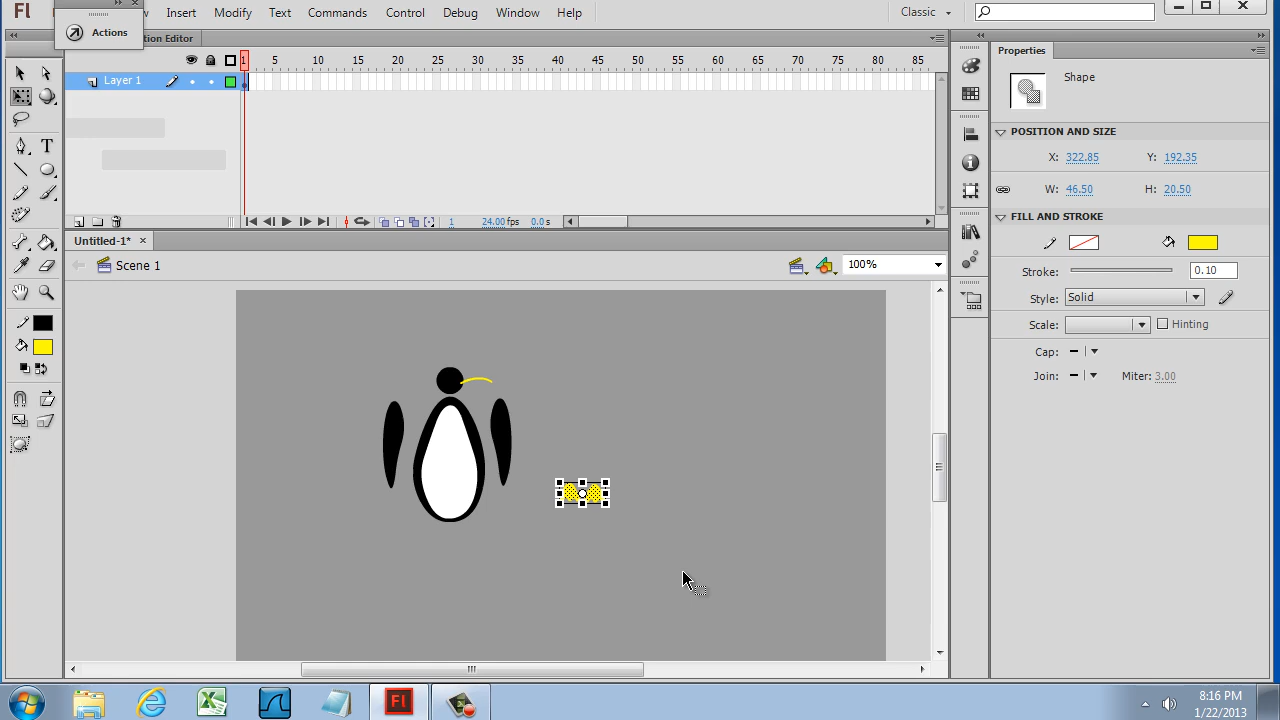 Fl
Insert Modify Text Commands Control Debug Window Help
Classic
Actions
tion Editor
1 5 10 15 20 25 30 35 40 45 50 55 60 65 70 75 80 85
Layer 1
1 24.00 fps 0.0 s
Untitled-1*
Scene 1
100%
Properties
Shape
POSITION AND SIZE
X: 322.85 Y: 192.35
W: 46.50 H: 20.50
FILL AND STROKE
Stroke: 0.10
Style: Solid
Scale: Hinting
Cap:
Join: Miter: 3.00
T
Fl
8:16 PM
1/22/2013